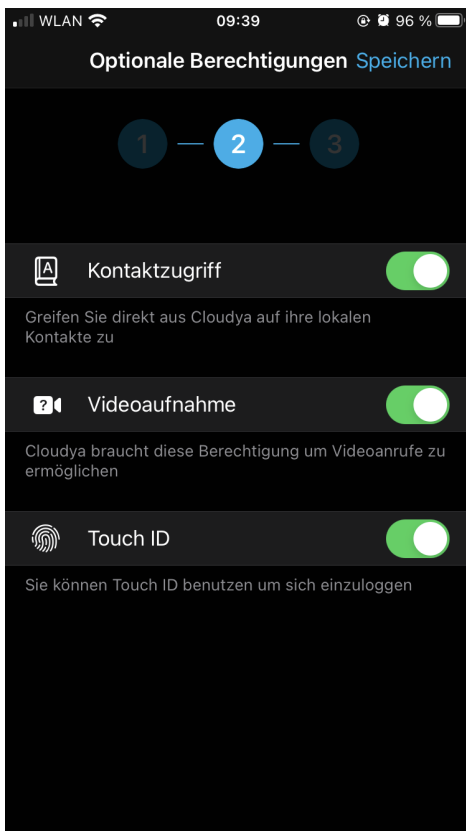 WLAN 09:39 96 %
Optionale Berechtigungen Speichern
1 2 3
A Kontaktzugriff
Greifen Sie direkt aus Cloudya auf ihre lokalen
Kontakte zu
? Videoaufnahme
Cloudya braucht diese Berechtigung um Videoanrufe zu
ermöglichen
Touch ID
Sie können Touch ID benutzen um sich einzuloggen